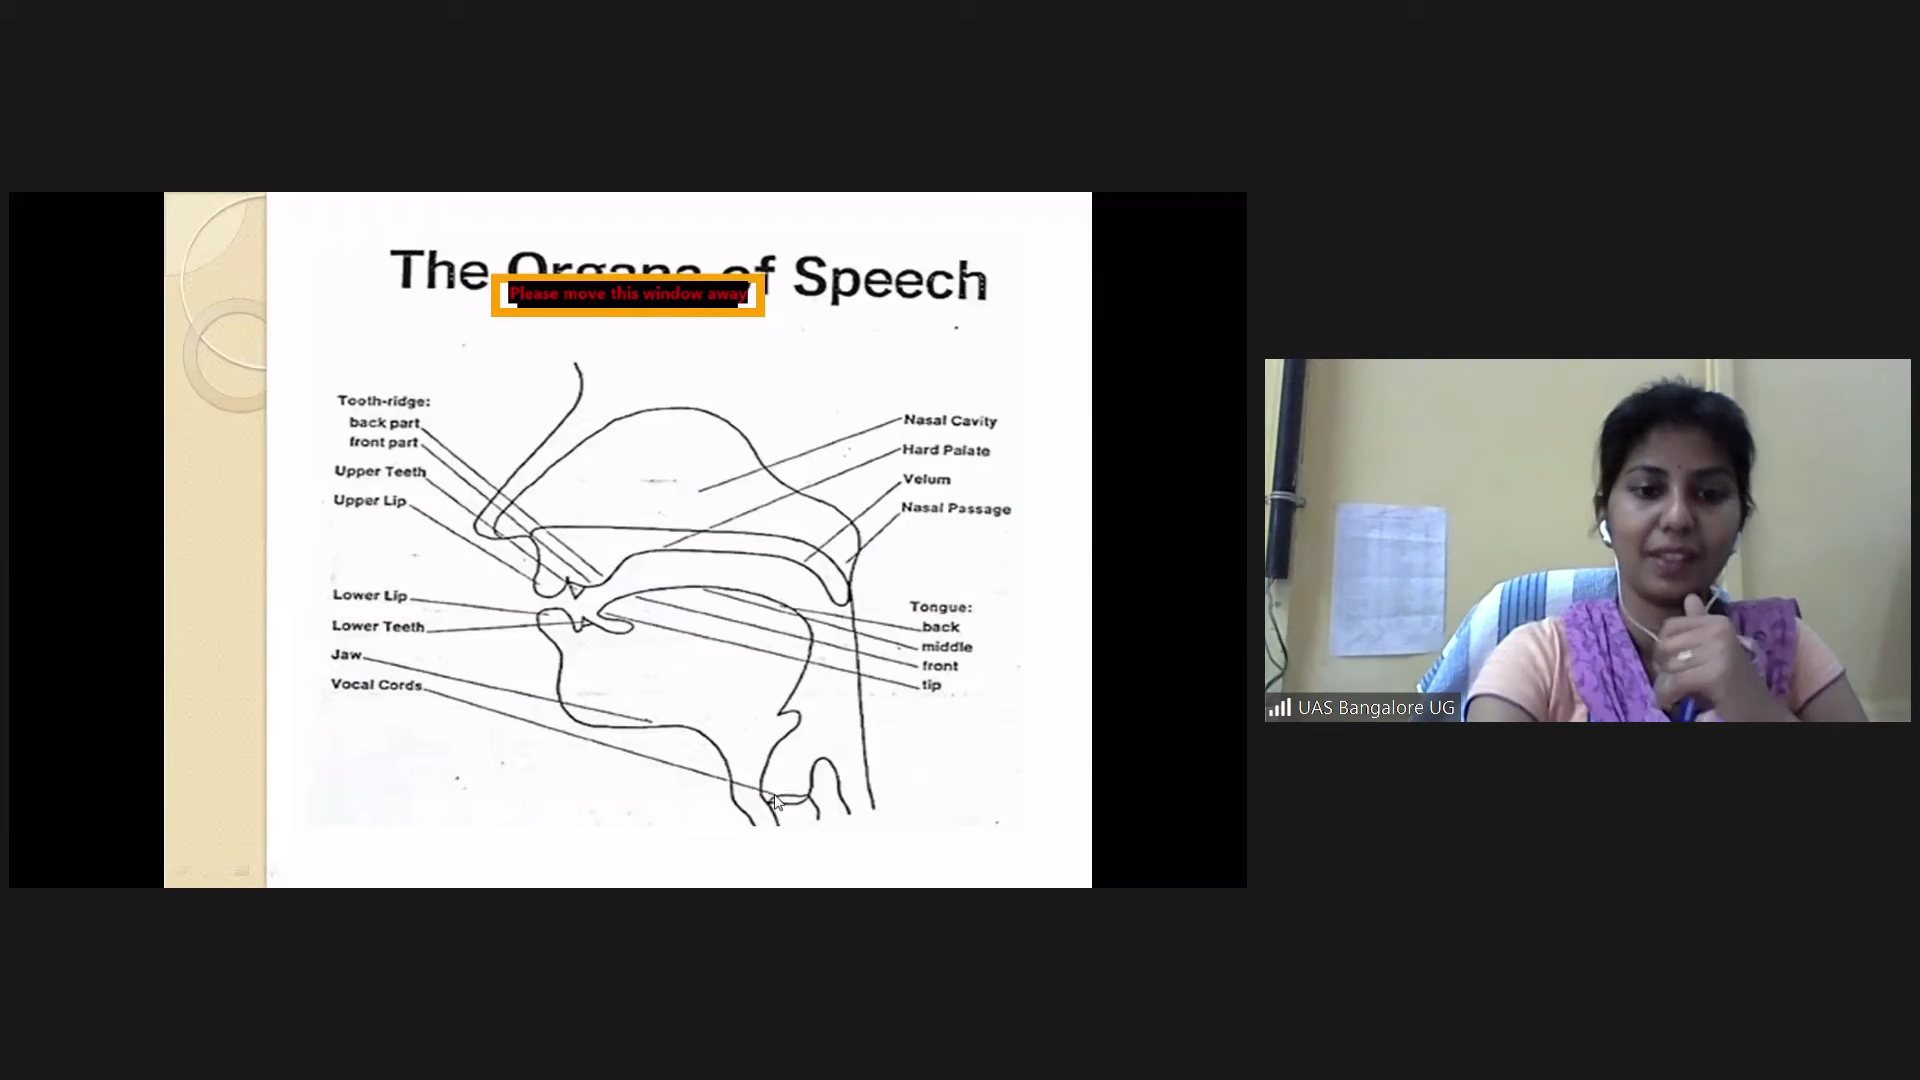 The Organs of Speech
Please move this window away
Tooth-ridge:
back part
front part
Upper Teeth
Upper Lip
Lower Lip
Lower Teeth
Jaw
Vocal Cords
Nasal Cavity
Hard Palate
Velum
Nasal Passage
Tongue:
back
middle
front
tip
UAS Bangalore UG